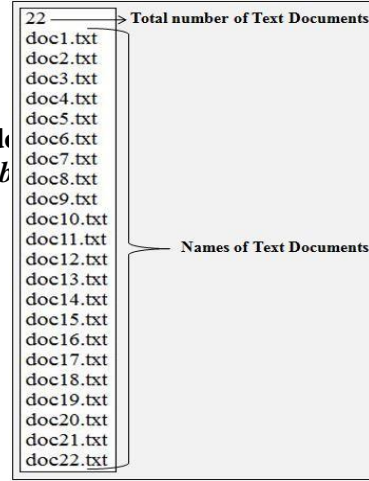 22 Total number of Text Documents
doc1.txt
doc2.txt
doc3.txt
doc4.txt
doc5.txt
doc6.txt
doc7.txt
doc8.txt
doc9.txt
doc10.txt
doc11.txt
Names of Text Documents
doc12.txt
doc13.txt
doc14.txt
doc15.txt
doc16.txt
doc17.txt
doc18.txt
doc19.txt
doc20.txt
doc21.txt
doc22.txt